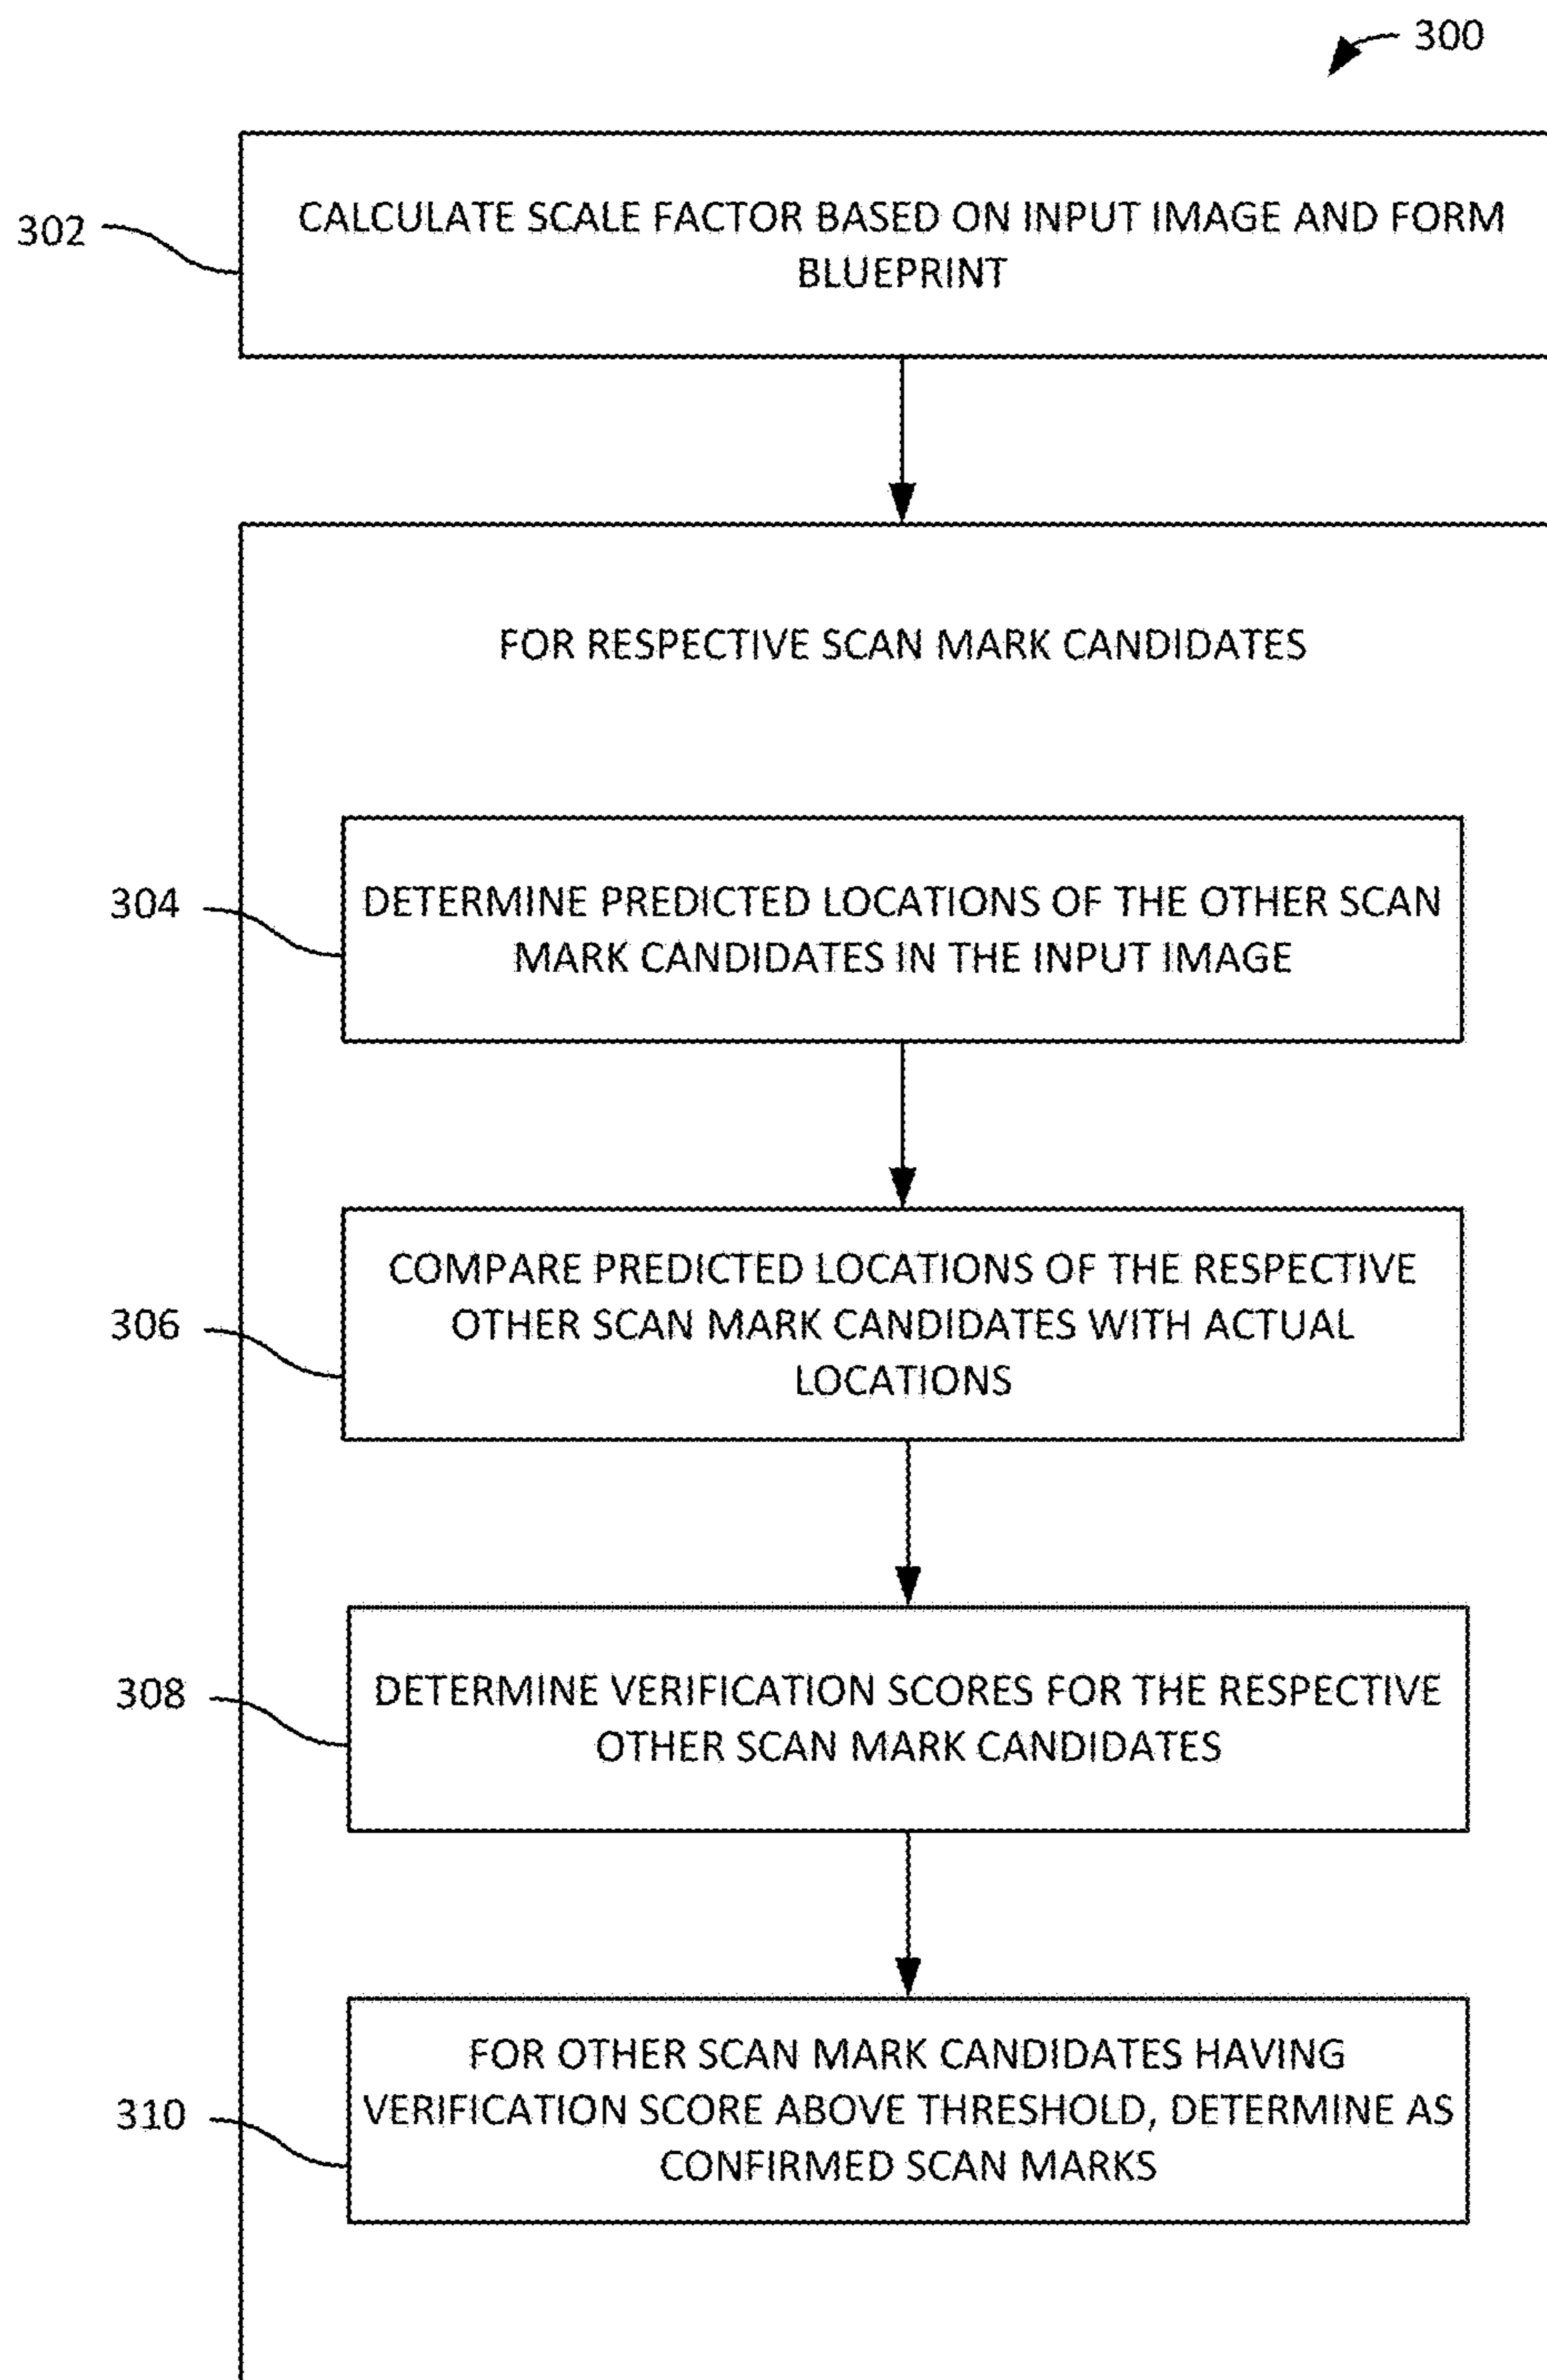 300
302
CALCULATE SCALE FACTOR BASED ON INPUT IMAGE AND FORM
BLUEPRINT
FOR RESPECTIVE SCAN MARK CANDIDATES
304
DETERMINE PREDICTED LOCATIONS OF THE OTHER SCAN
MARK CANDIDATES IN THE INPUT IMAGE
306
COMPARE PREDICTED LOCATIONS OF THE RESPECTIVE
OTHER SCAN MARK CANDIDATES WITH ACTUAL
LOCATIONS
308
DETERMINE VERIFICATION SCORES FOR THE RESPECTIVE
OTHER SCAN MARK CANDIDATES
310
FOR OTHER SCAN MARK CANDIDATES HAVING
VERIFICATION SCORE ABOVE THRESHOLD, DETERMINE AS
CONFIRMED SCAN MARKS